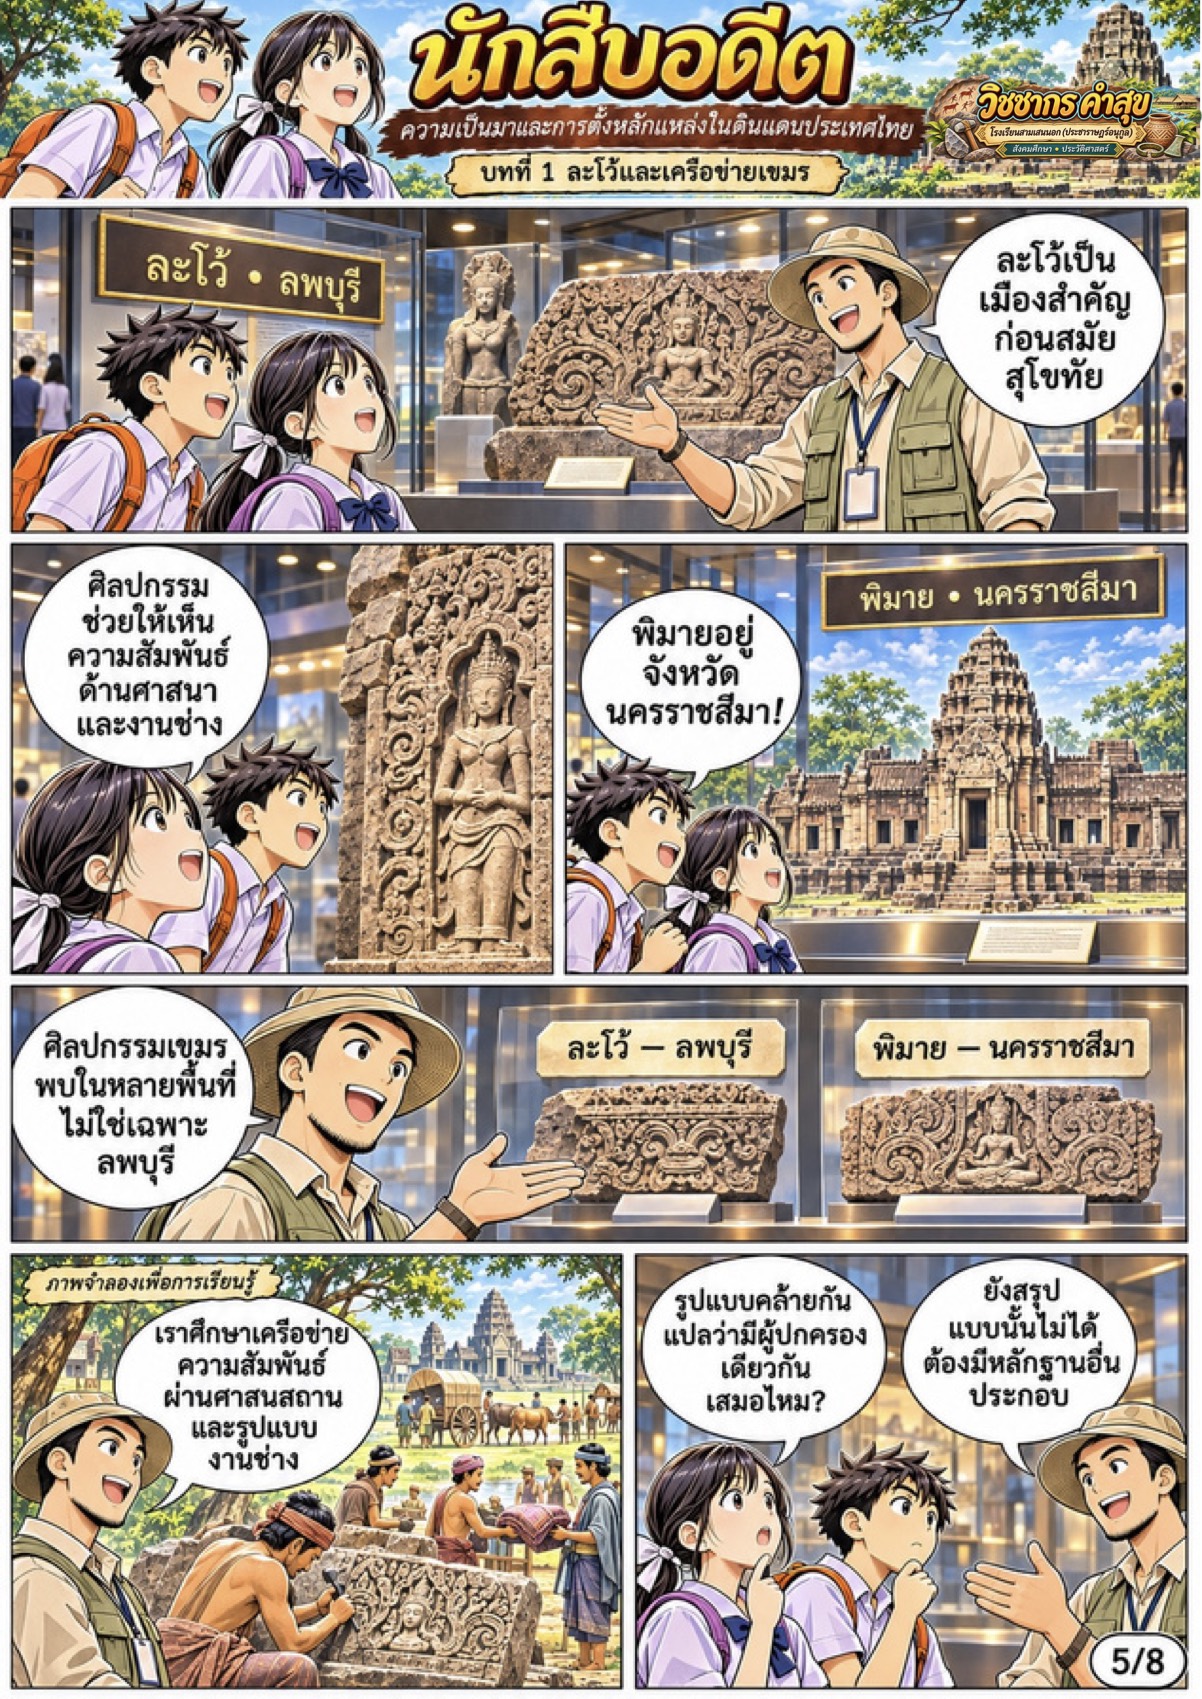 นักสืบอดีต
ความเป็นมาและการตั้งหลักแหล่งในดินแดนประเทศไทย
บทที่ 1 ละโว้และเครือข่ายเขมร
วิชชากร คำสุข
โรงเรียนสามเสนนอก (ประชาราษฎร์อนุกูล)
สังคมศึกษา • ประวัติศาสตร์
ละโว้ • ลพบุรี
ละโว้เป็น
เมืองสำคัญ
ก่อนสมัย
สุโขทัย
ศิลปกรรม
ช่วยให้เห็น
ความสัมพันธ์
ด้านศาสนา
และงานช่าง
พิมายอยู่
จังหวัด
นครราชสีมา!
พิมาย • นครราชสีมา
ศิลปกรรมเขมร
พบในหลายพื้นที่
ไม่ใช่เฉพาะ
ลพบุรี
ละโว้ – ลพบุรี
พิมาย – นครราชสีมา
ภาพจำลองเพื่อการเรียนรู้
เราศึกษาเครือข่าย
ความสัมพันธ์
ผ่านศาสนสถาน
และรูปแบบ
งานช่าง
รูปแบบคล้ายกัน
แปลว่ามีผู้ปกครอง
เดียวกัน
เสมอไหม?
ยังสรุป
แบบนั้นไม่ได้
ต้องมีหลักฐานอื่น
ประกอบ
5/8